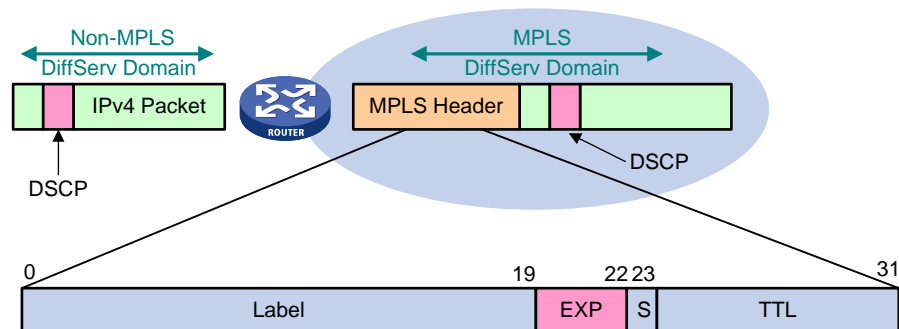 Non-MPLS
DiffServ Domain
MPLS
DiffServ Domain
IPv4 Packet
ROUTER
MPLS Header
DSCP
DSCP
0
19
22
23
31
Label
EXP
S
TTL